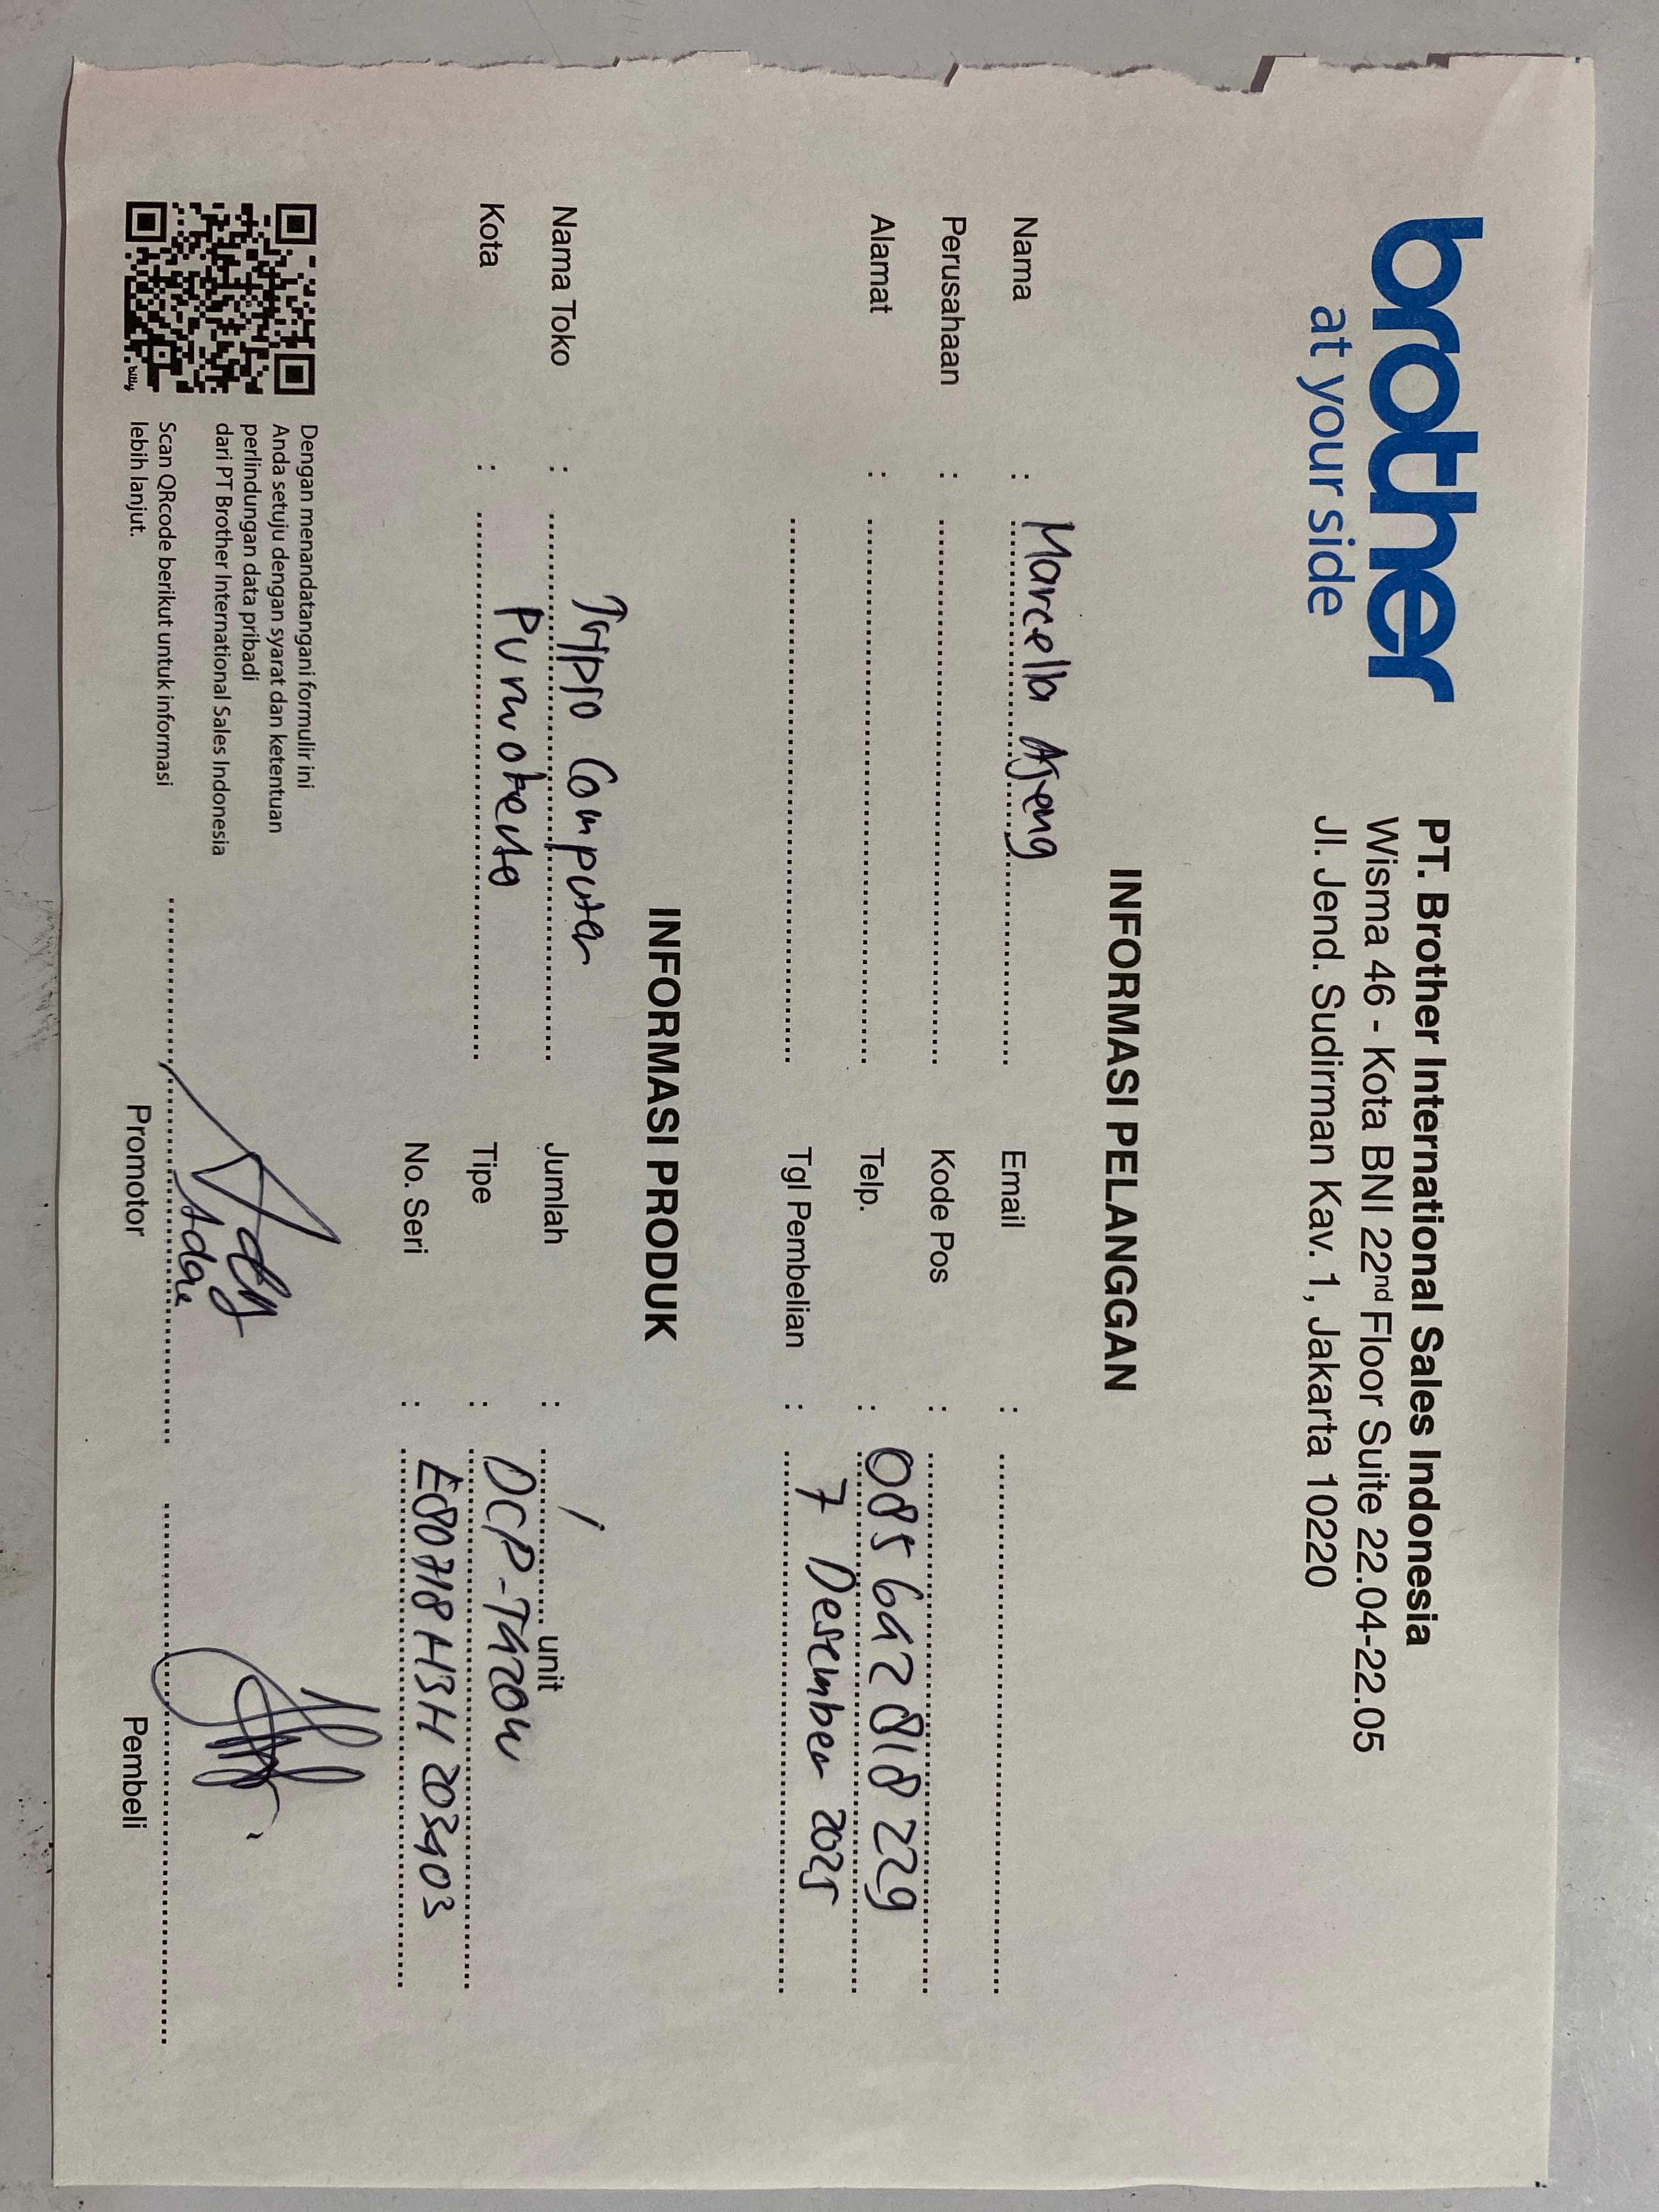 brother
at your side
PT. Brother International Sales Indonesia
Wisma 46 - Kota BNI 22nd Floor Suite 22.04-22.05
Jl. Jend. Sudirman Kav. 1, Jakarta 10220
INFORMASI PELANGGAN
Nama : Marcella Ajeng Email :
Perusahaan : Kode Pos :
Alamat : Telp. : 085 642 818 229
Tgl Pembelian : 7 Desember 2025
INFORMASI PRODUK
Nama Toko : Computer Jumlah : 1 unit
Kota : Purwokerto Tipe : DCP-T420W
No. Seri : E80718H3H203403
Dengan menandatangani formulir ini
Anda setuju dengan syarat dan ketentuan
perlindungan data pribadi
dari PT Brother International Sales Indonesia
Scan QRcode berikut untuk informasi
lebih lanjut.
bitly
Promotor Pembeli